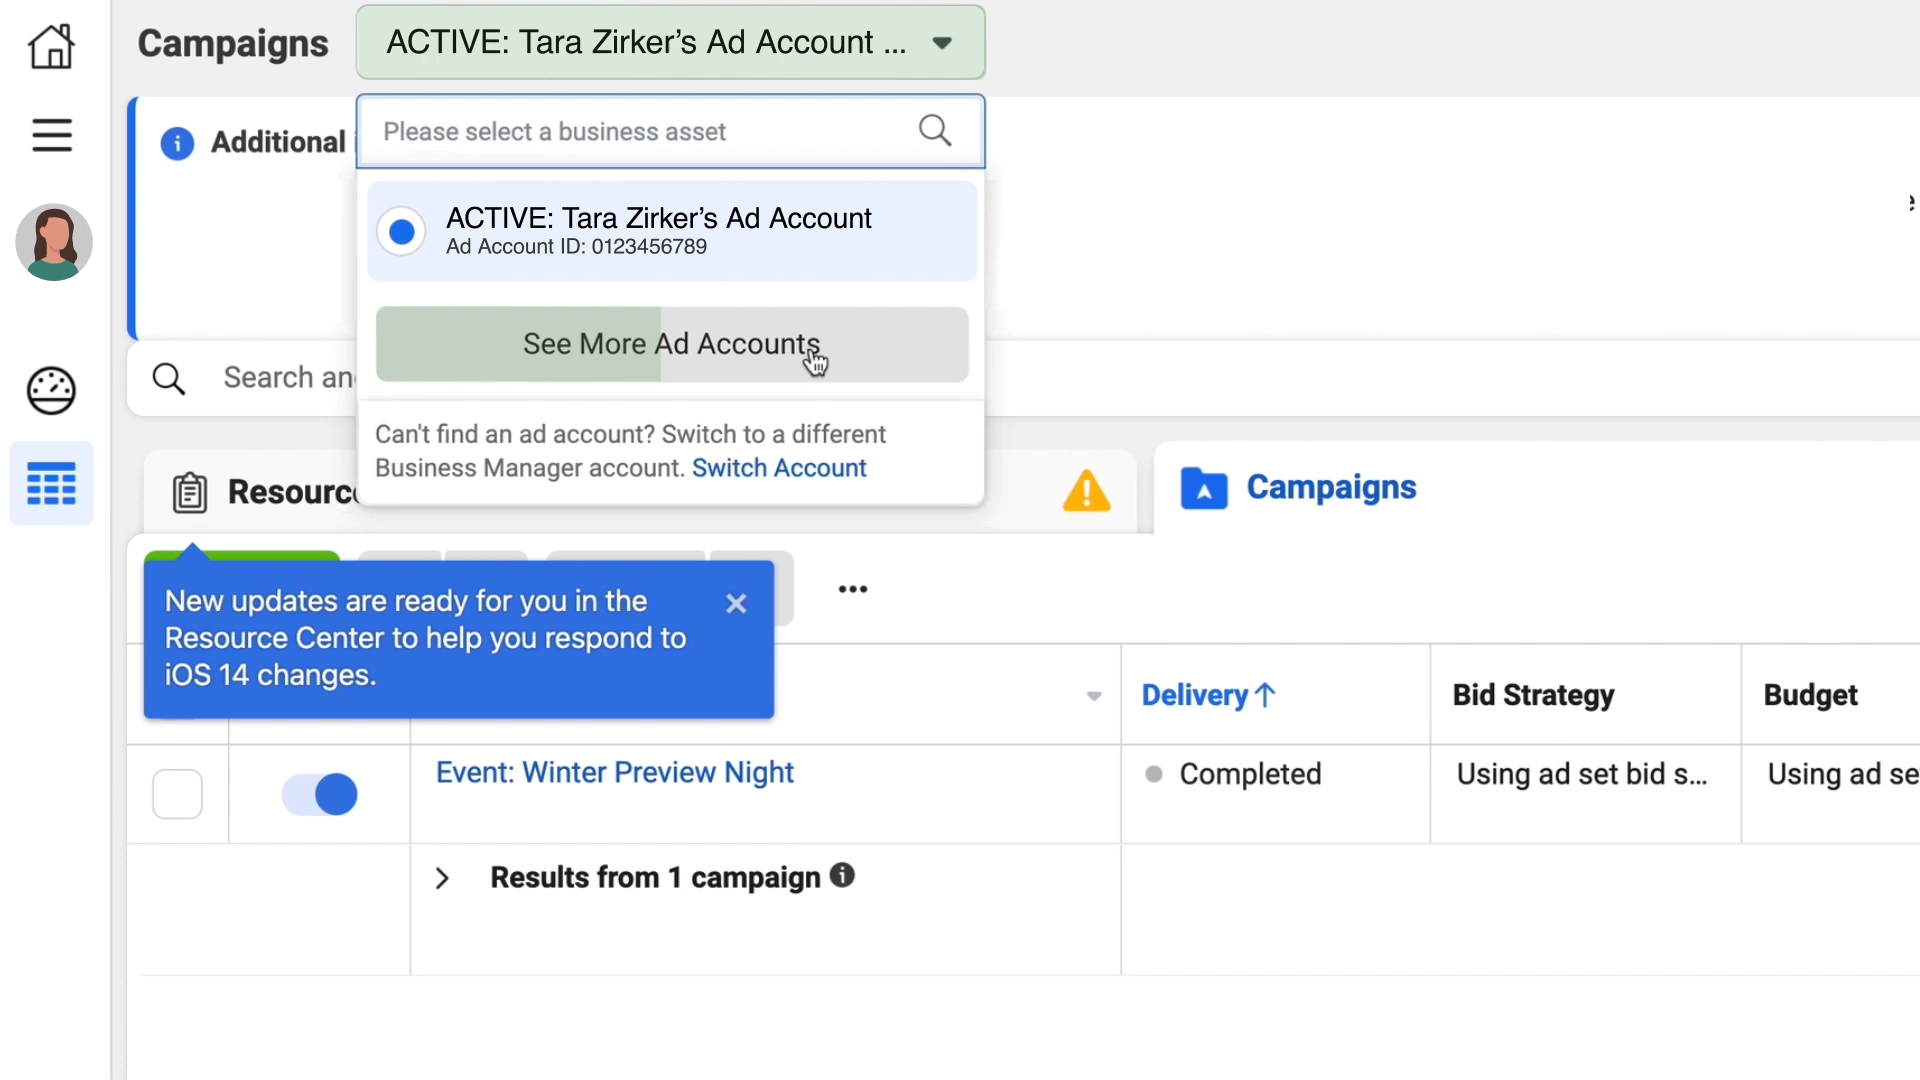 Campaigns
ACTIVE: Tara Zirker’s Ad Account ...
Please select a business asset
Additional
ACTIVE: Tara Zirker’s Ad Account
Ad Account ID: 0123456789
See More Ad Accounts
Search an
Can't find an ad account? Switch to a different
Business Manager account. Switch Account
Resourc
Campaigns
New updates are ready for you in the
Resource Center to help you respond to
iOS 14 changes.
Delivery↑
Bid Strategy
Budget
Event: Winter Preview Night
Completed
Using ad set bid s...
Using ad se
Results from 1 campaign